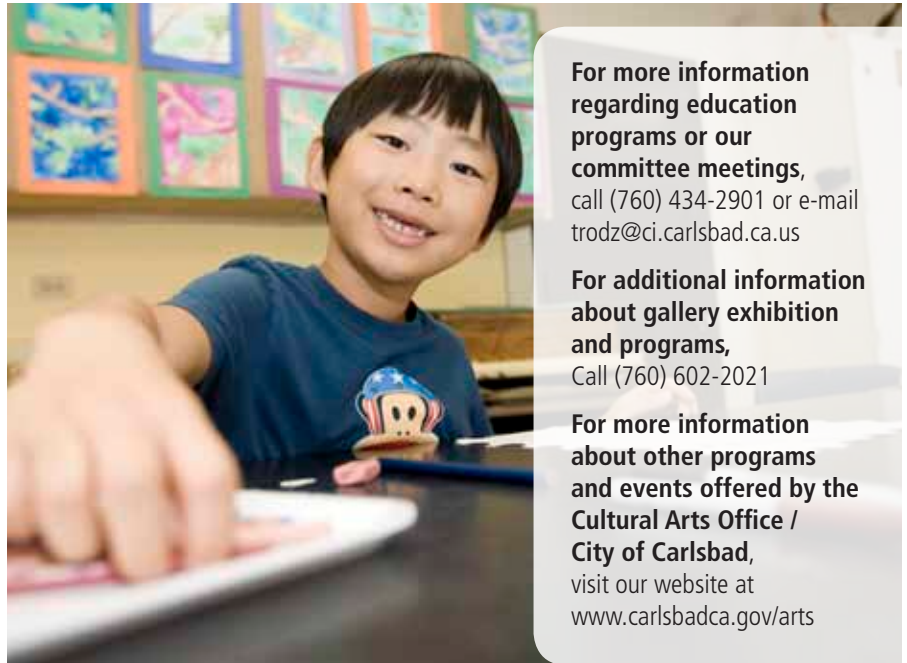 For more information
regarding education
programs or our
committee meetings,
call (760) 434-2901 or e-mail
trodz@ci.carlsbad.ca.us
For additional information
about gallery exhibition
and programs,
Call (760) 602-2021
For more information
about other programs
and events offered by the
Cultural Arts Office /
City of Carlsbad,
visit our website at
www.carlsbadca.gov/arts